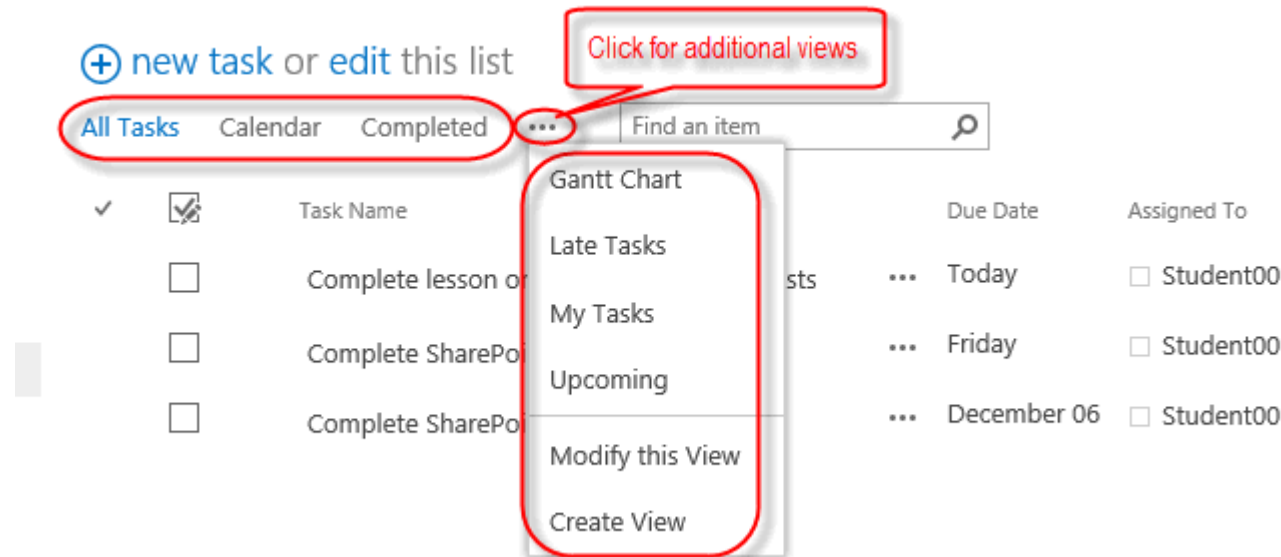 Click for additional views
new task or edit this list
All Tasks Calendar Completed ... Find an item
Gantt Chart
Task Name Due Date Assigned To
Late Tasks
Complete lesson sts ... Today Student00
My Tasks
Complete ... Friday Student00
Upcoming
Complete ... December 06 Student00
Modify this View
Create View